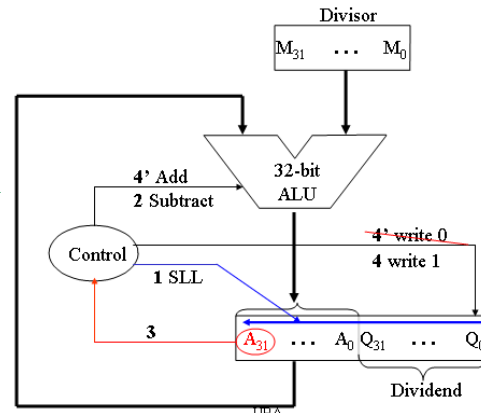 Divisor
M31 ... M0
32-bit
ALU
4' Add
2 Subtract
Control
4' write 0
4 write 1
1 SLL
3
A31 ... A0 Q31 ... Q0
Dividend